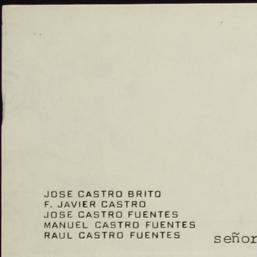 JOSE CASTRO BRITO
F. JAVIER CASTRO
JOSE CASTRO FUENTES
MANUEL CASTRO FUENTES
RAUL CASTRO FUENTES
señor